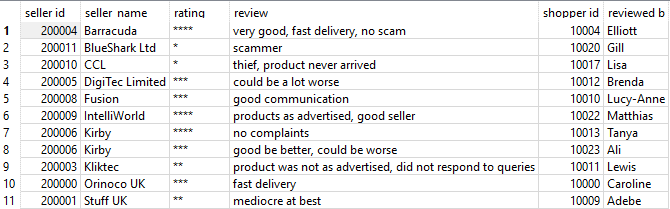 seller id seller name rating review shopper id reviewed b
1 200004 Barracuda **** very good, fast delivery, no scam 10004 Elliott
2 200011 BlueShark Ltd * scammer 10020 Gill
3 200010 CCL * thief, product never arrived 10017 Lisa
4 200005 DigiTec Limited *** could be a lot worse 10012 Brenda
5 200008 Fusion *** good communication 10010 Lucy-Anne
6 200009 IntelliWorld **** products as advertised, good seller 10022 Matthias
7 200006 Kirby **** no complaints 10013 Tanya
8 200006 Kirby *** good be better, could be worse 10023 Ali
9 200003 Kliktec ** product was not as advertised, did not respond to queries 10011 Lewis
10 200000 Orinoco UK *** fast delivery 10000 Caroline
11 200001 Stuff UK ** mediocre at best 10009 Adebe